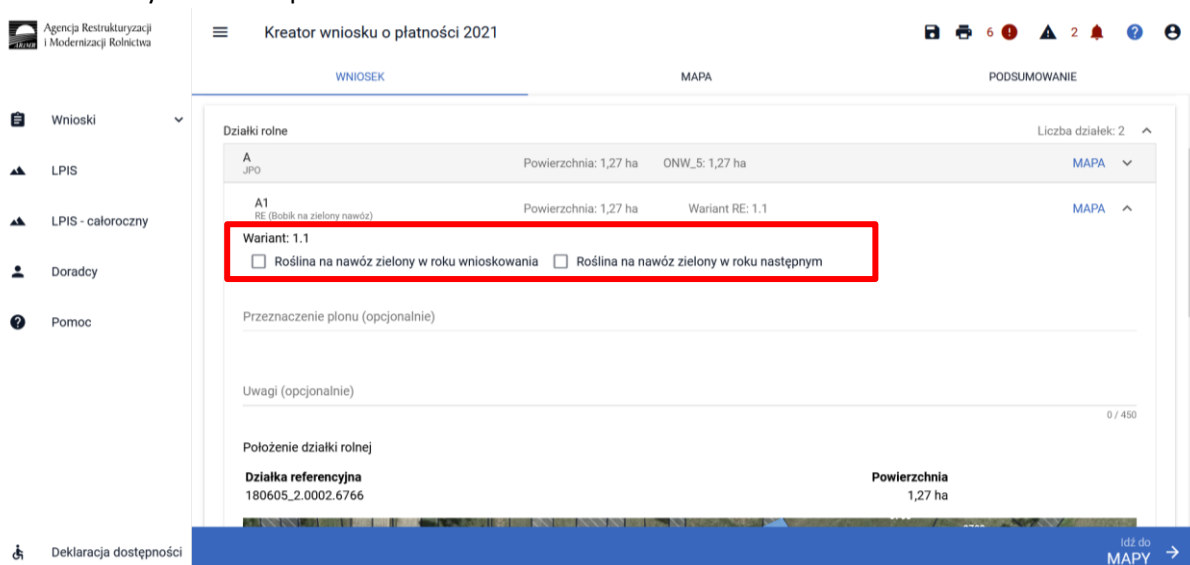 Agencja Restrukturyzacji
i Modernizacji Rolnictwa
ARiMR
Kreator wniosku o płatności 2021
6
2
WNIOSEK
MAPA
PODSUMOWANIE
Wnioski
LPIS
LPIS - całoroczny
Doradcy
Pomoc
Deklaracja dostępności
Działki rolne
Liczba działek: 2
A
JPO
Powierzchnia: 1,27 ha ONW_5: 1,27 ha
MAPA
A1
RE (Bobik na zielony nawóz)
Powierzchnia: 1,27 ha Wariant RE: 1.1
MAPA
Wariant: 1.1
Roślina na nawóz zielony w roku wnioskowania Roślina na nawóz zielony w roku następnym
Przeznaczenie plonu (opcjonalnie)
Uwagi (opcjonalnie)
0 / 450
Położenie działki rolnej
Działka referencyjna Powierzchnia
180605_2.0002.6766 1,27 ha
Idź do
MAPY